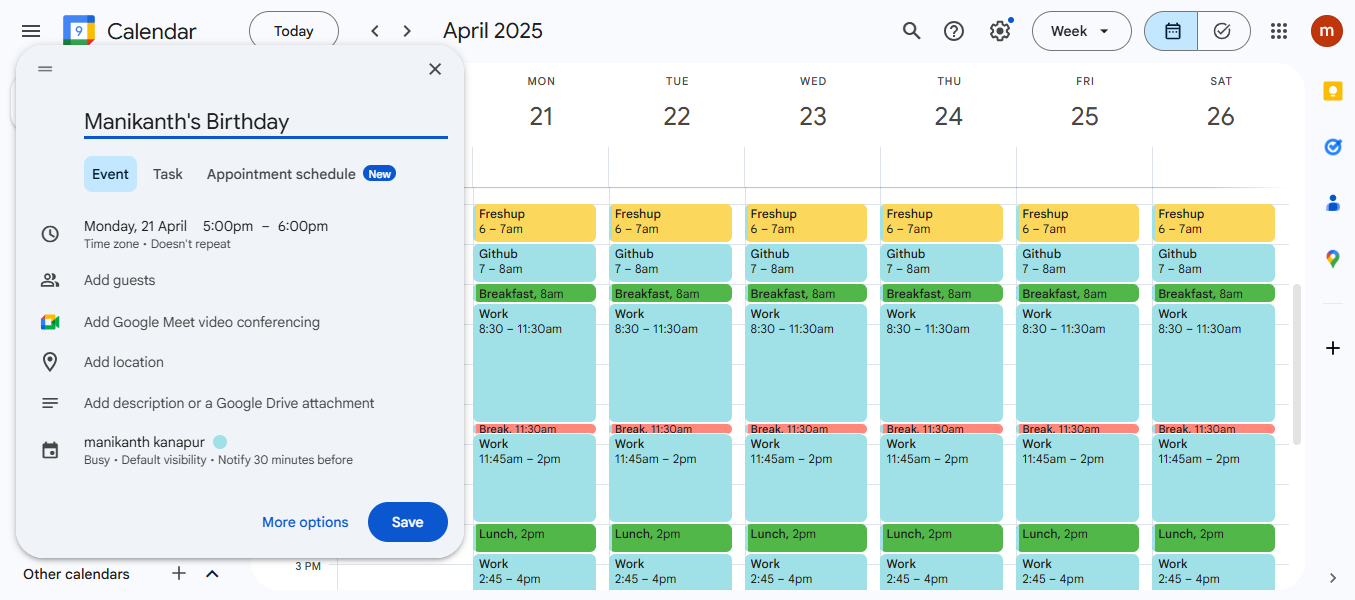 9 Calendar
Today
April 2025
Week
m
Manikanth's Birthday
Event Task Appointment schedule New
Monday, 21 April 5:00pm – 6:00pm
Time zone • Doesn't repeat
Add guests
Add Google Meet video conferencing
Add location
Add description or a Google Drive attachment
manikanth kanapur
Busy • Default visibility • Notify 30 minutes before
More options Save
Other calendars
3 PM
MON TUE WED THU FRI SAT
21 22 23 24 25 26
Freshup Freshup Freshup Freshup Freshup Freshup
6 – 7am 6 – 7am 6 – 7am 6 – 7am 6 – 7am 6 – 7am
Github Github Github Github Github Github
7 – 8am 7 – 8am 7 – 8am 7 – 8am 7 – 8am 7 – 8am
Breakfast, 8am Breakfast, 8am Breakfast, 8am Breakfast, 8am Breakfast, 8am Breakfast, 8am
Work Work Work Work Work Work
8:30 – 11:30am 8:30 – 11:30am 8:30 – 11:30am 8:30 – 11:30am 8:30 – 11:30am 8:30 – 11:30am
Break, 11:30am Break, 11:30am Break, 11:30am Break, 11:30am Break, 11:30am Break, 11:30am
Work Work Work Work Work Work
11:45am – 2pm 11:45am – 2pm 11:45am – 2pm 11:45am – 2pm 11:45am – 2pm 11:45am – 2pm
Lunch, 2pm Lunch, 2pm Lunch, 2pm Lunch, 2pm Lunch, 2pm Lunch, 2pm
Work Work Work Work Work Work
2:45 – 4pm 2:45 – 4pm 2:45 – 4pm 2:45 – 4pm 2:45 – 4pm 2:45 – 4pm